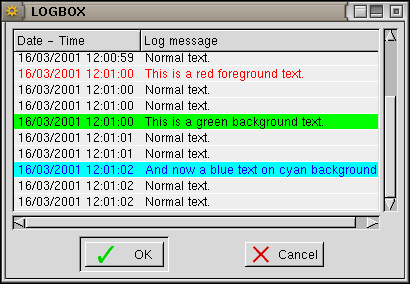 LOGBOX
Date - Time Log message
16/03/2001 12:00:59 Normal text.
16/03/2001 12:01:00 This is a red foreground text.
16/03/2001 12:01:00 Normal text.
16/03/2001 12:01:00 Normal text.
16/03/2001 12:01:00 This is a green background text.
16/03/2001 12:01:01 Normal text.
16/03/2001 12:01:01 Normal text.
16/03/2001 12:01:02 And now a blue text on cyan background
16/03/2001 12:01:02 Normal text.
16/03/2001 12:01:02 Normal text.
OK Cancel